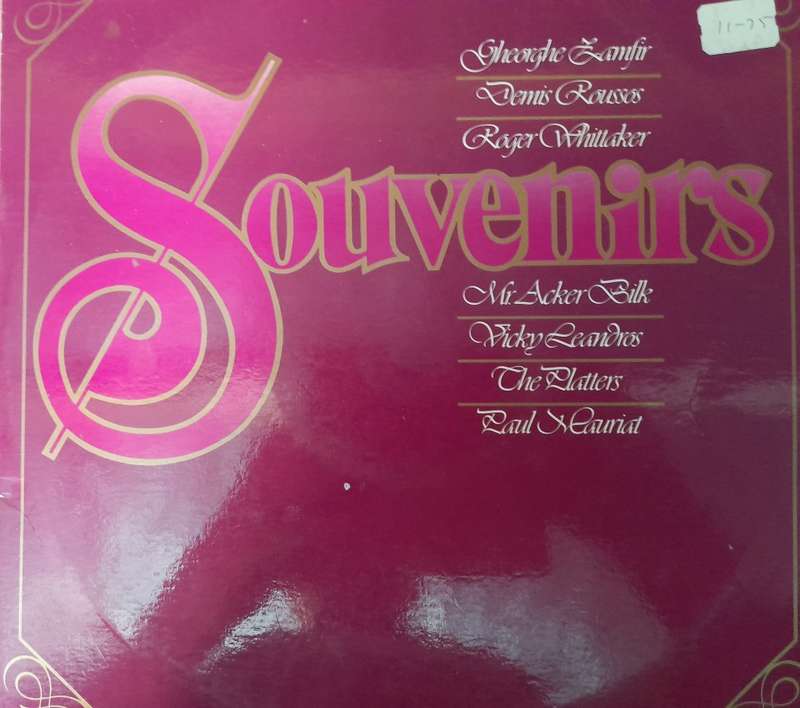 11-75
Gheorghe Zamfir
Demis Roussos
Roger Whittaker
Souvenirs
Mr. Acker Bilk
Vicky Leandros
The Platters
Paul Mauriat